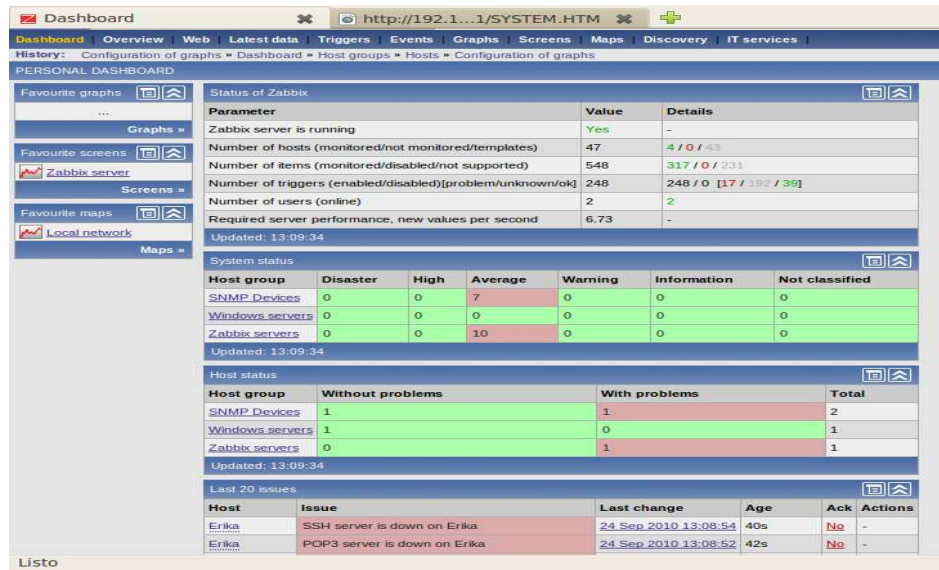 Dashboard
http://192.1...1/SYSTEM.HTM
Dashboard | Overview | Web | Latest data | Triggers | Events | Graphs | Screens | Maps | Discovery | IT services |
History: Configuration of graphs » Dashboard » Host groups » Hosts » Configuration of graphs
PERSONAL DASHBOARD
Favourite graphs
...
Graphs »
Favourite screens
Zabbix server
Screens »
Favourite maps
Local network
Maps »
Status of Zabbix
Parameter Value Details
Zabbix server is running Yes -
Number of hosts (monitored/not monitored/templates) 47 4 / 0 / 43
Number of items (monitored/disabled/not supported) 548 317 / 0 / 231
Number of triggers (enabled/disabled)[problem/unknown/ok] 248 248 / 0 [17 / 192 / 39]
Number of users (online) 2 2
Required server performance, new values per second 6.73 -
Updated: 13:09:34
System status
Host group Disaster High Average Warning Information Not classified
SNMP Devices 0 0 7 0 0 0
Windows servers 0 0 0 0 0 0
Zabbix servers 0 0 10 0 0 0
Updated: 13:09:34
Host status
Host group Without problems With problems Total
SNMP Devices 1 1 2
Windows servers 1 0 1
Zabbix servers 0 1 1
Updated: 13:09:34
Last 20 issues
Host Issue Last change Age Ack Actions
Erika SSH server is down on Erika 24 Sep 2010 13:08:54 40s No -
Erika POP3 server is down on Erika 24 Sep 2010 13:08:52 42s No -
Listo